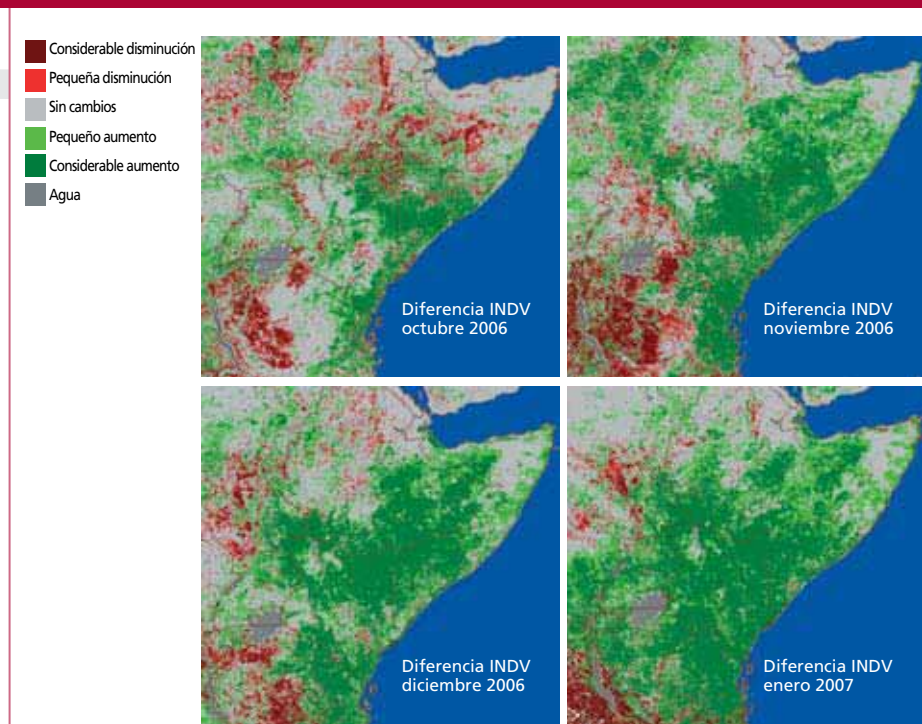 Considerable disminución
Pequeña disminución
Sin cambios
Pequeño aumento
Considerable aumento
Agua
Diferencia INDV
octubre 2006
Diferencia INDV
noviembre 2006
Diferencia INDV
diciembre 2006
Diferencia INDV
enero 2007